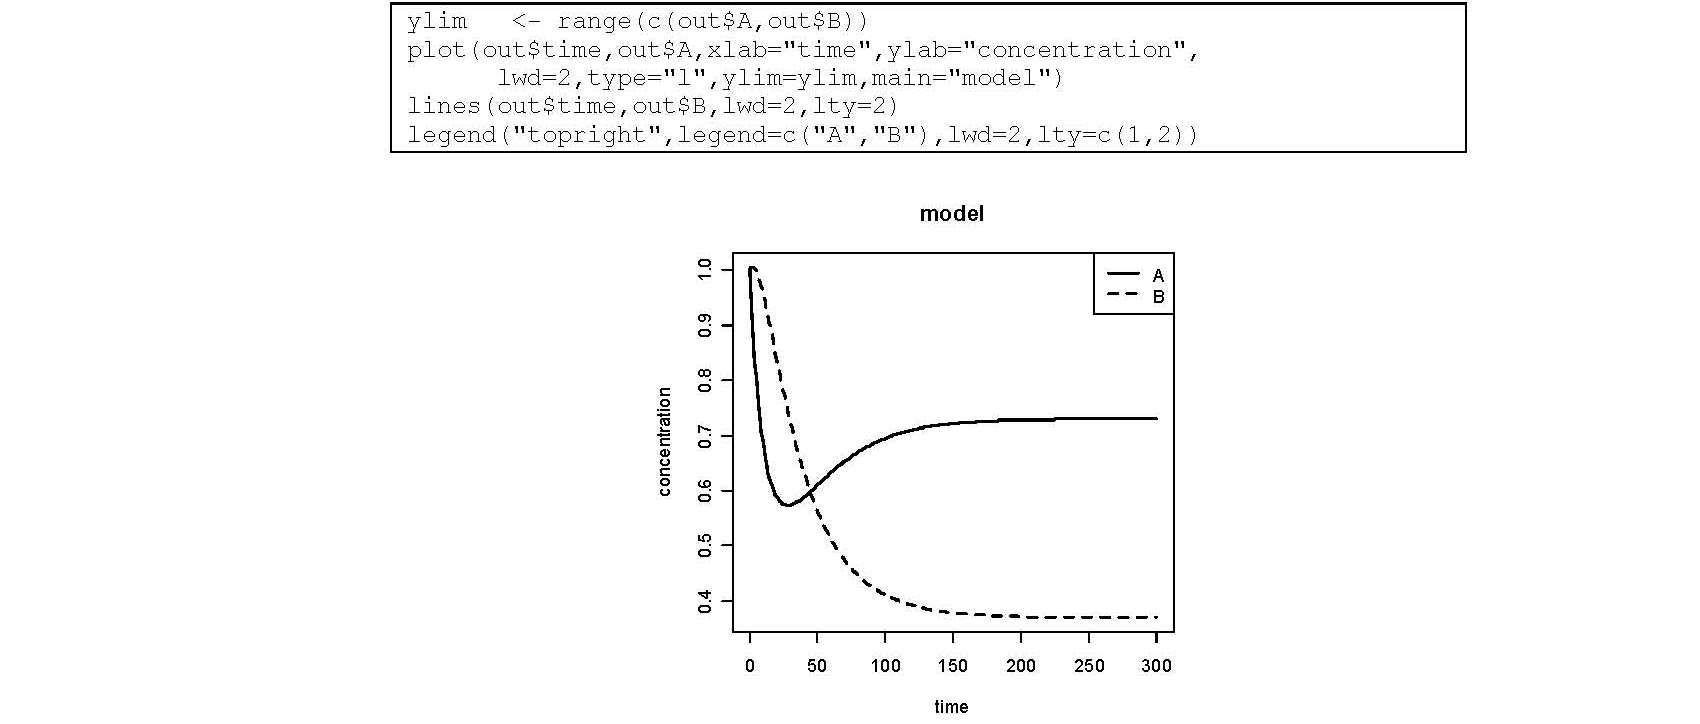 ylim   <- range(c(out$A,out$B))
plot(out$time,out$A,xlab="time",ylab="concentration",
      lwd=2,type="l",ylim=ylim,main="model")
lines(out$time,out$B,lwd=2,lty=2)
legend("topright",legend=c("A","B"),lwd=2,lty=c(1,2))
model
A
B
concentration
1.0
0.9
0.8
0.7
0.6
0.5
0.4
0 50 100 150 200 250 300
time